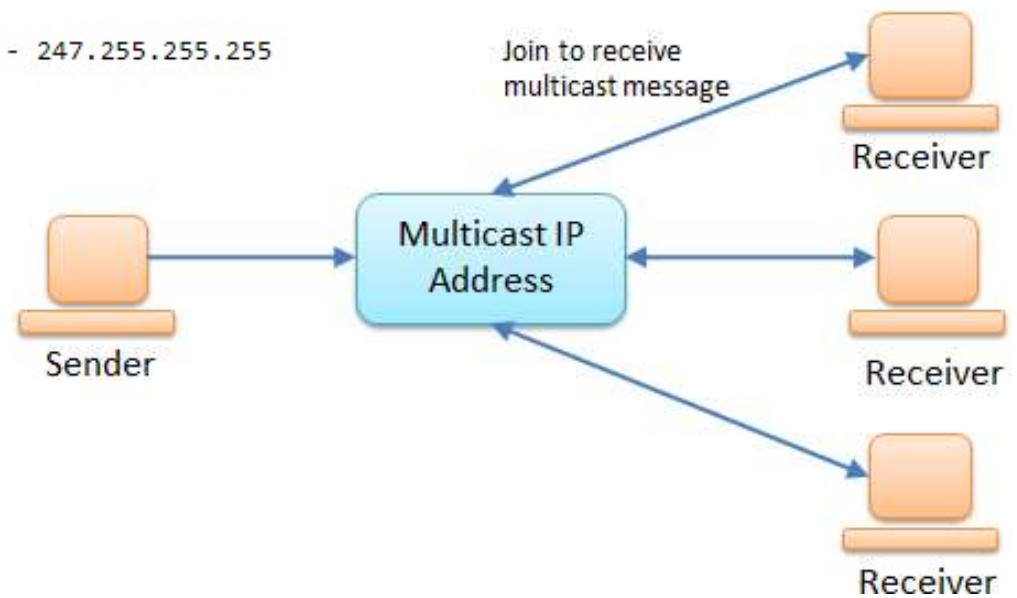 - 247.255.255.255
Join to receive
multicast message
Receiver
Multicast IP
Address
Sender
Receiver
Receiver